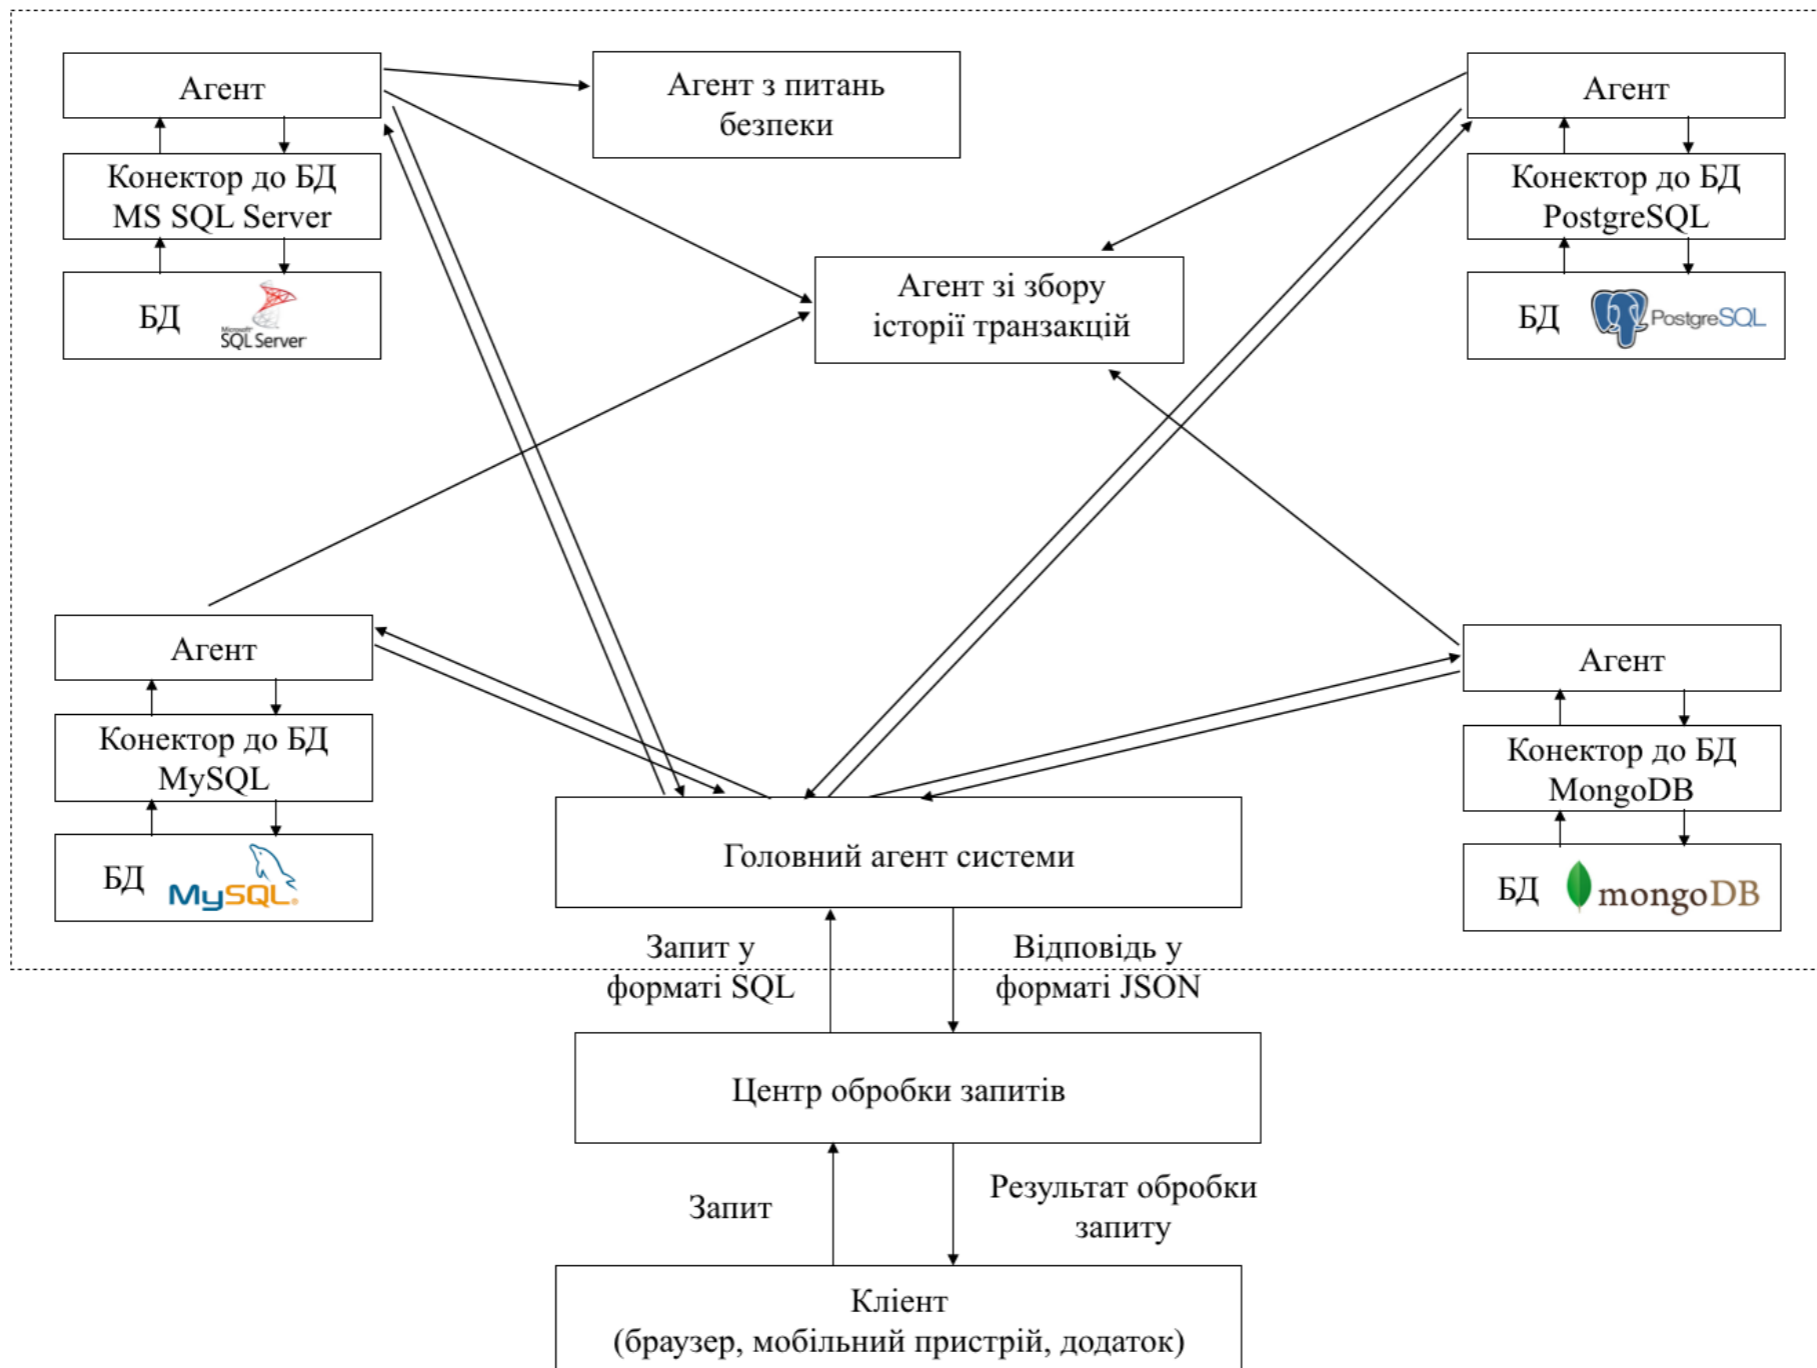 Агент
Агент з питань
безпеки
Агент
Конектор до БД
MS SQL Server
Конектор до БД
PostgreSQL
БД
Microsoft
SQL Server
Агент зі збору
історії транзакцій
БД
PostgreSQL
Агент
Агент
Конектор до БД
MySQL
Конектор до БД
MongoDB
БД
MySQL
Головний агент системи
БД
mongoDB
Запит у
форматі SQL
Відповідь у
форматі JSON
Центр обробки запитів
Запит
Результат обробки
запиту
Кліент
(браузер, мобільний пристрій, додаток)